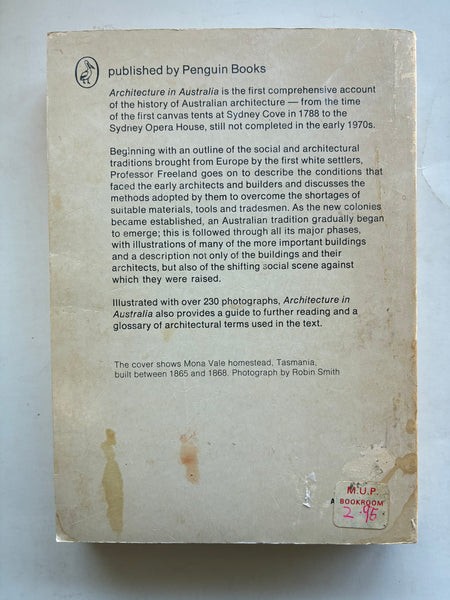 published by Penguin Books
Architecture in Australia is the first comprehensive account
of the history of Australian architecture — from the time
of the first canvas tents at Sydney Cove in 1788 to the
Sydney Opera House, still not completed in the early 1970s.
Beginning with an outline of the social and architectural
traditions brought from Europe by the first white settlers,
Professor Freeland goes on to describe the conditions that
faced the early architects and builders and discusses the
methods adopted by them to overcome the shortages of
suitable materials, tools and tradesmen. As the new colonies
became established, an Australian tradition gradually began
to emerge; this is followed through all its major phases,
with illustrations of many of the more important buildings
and a description not only of the buildings and their
architects, but also of the shifting social scene against
which they were raised.
Illustrated with over 230 photographs, Architecture in
Australia also provides a guide to further reading and a
glossary of architectural terms used in the text.
The cover shows Mona Vale homestead, Tasmania,
built between 1865 and 1868. Photograph by Robin Smith
M.U.P.
BOOKROOM
2.95